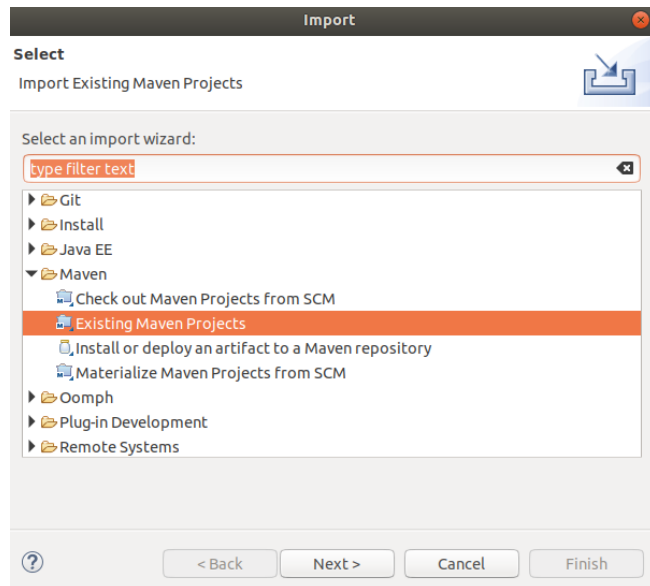 Import
Select
Import Existing Maven Projects
Select an import wizard:
type filter text
Git
Install
Java EE
Maven
Check out Maven Projects from SCM
Existing Maven Projects
Install or deploy an artifact to a Maven repository
Materialize Maven Projects from SCM
Oomph
Plug-in Development
Remote Systems
? < Back Next > Cancel Finish